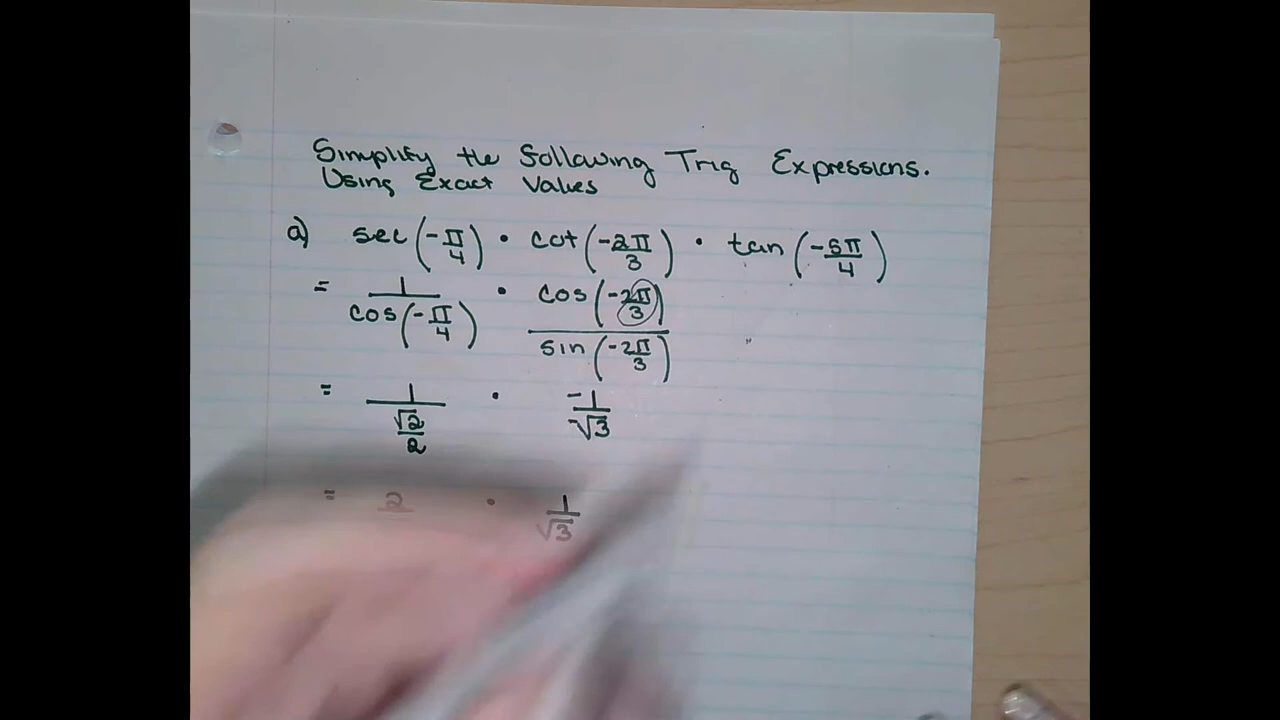 Simplify the Following Trig Expressions.
Using Exact Values
a) sec(-π/4) · cot(-2π/3) · tan(-5π/4)
= 1/cos(-π/4) · cos(-2π/3)/sin(-2π/3)
= 1/(√2/2) · -1/-√3
= 2 · 1/√3